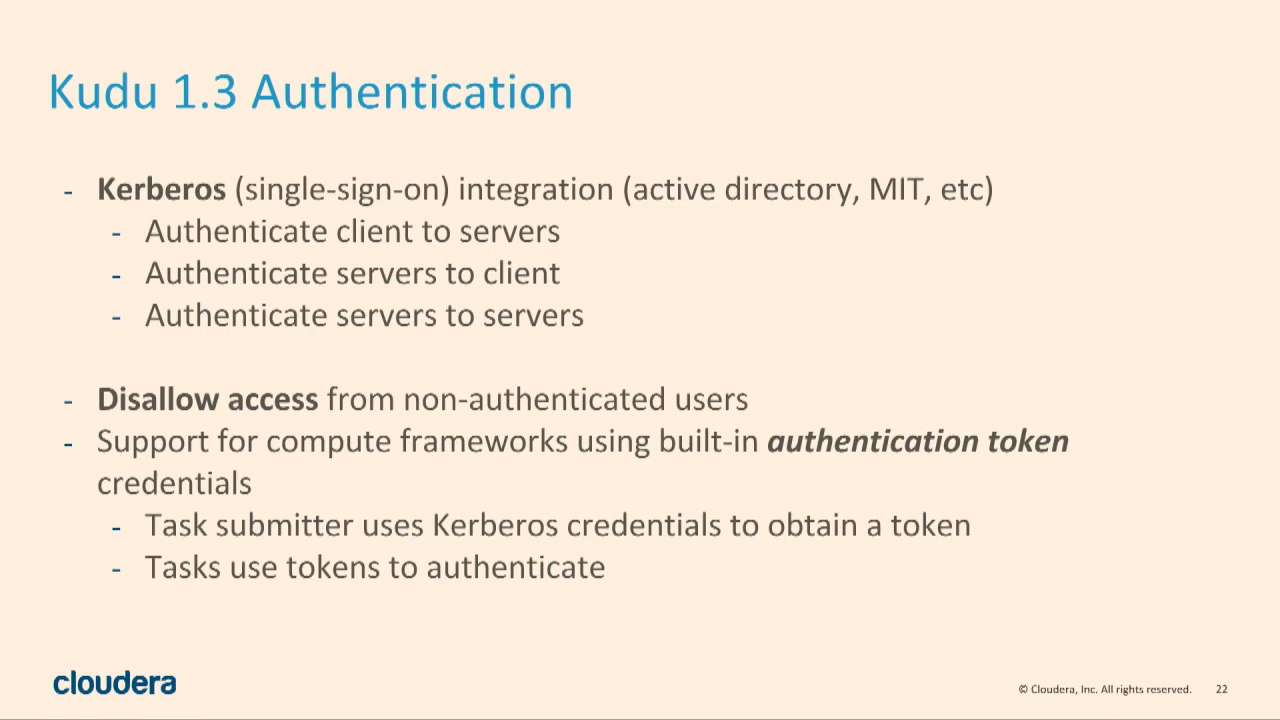 Kudu 1.3 Authentication
- Kerberos (single-sign-on) integration (active directory, MIT, etc)
- Authenticate client to servers
- Authenticate servers to client
- Authenticate servers to servers
- Disallow access from non-authenticated users
- Support for compute frameworks using built-in authentication token
credentials
- Task submitter uses Kerberos credentials to obtain a token
- Tasks use tokens to authenticate
cloudera
© Cloudera, Inc. All rights reserved. 22